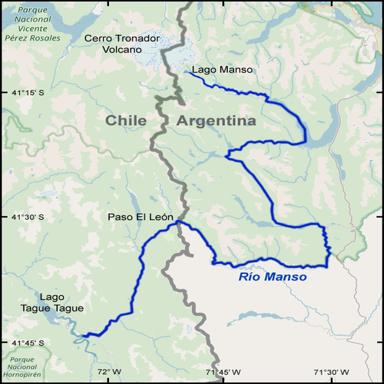 Parque
Nacional
Vicente
Pérez Rosales
Cerro Tronador
Volcano
Lago Manso
41°15' S
Chile
Argentina
41°30' S
Paso El León
Río Manso
Lago
Tague Tague
41°45' S
Parque
Nacional
Hornopirén
72° W
71°45' W
71°30' W